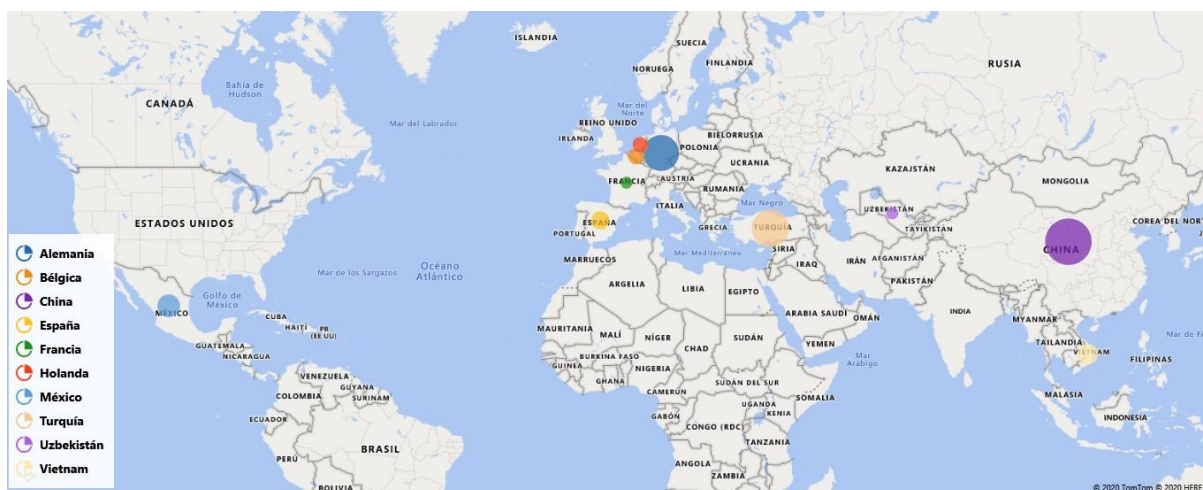 ISLANDIA
SUECIA
FINLANDIA
NORUEGA
RUSIA
Bahía de
Hudson
CANADÁ
Mar del Labrador
Mar del
Norte
REINO UNIDO
IRLANDA
BIELORRUSIA
POLONIA
UCRANIA
KAZAJSTÁN
MONGOLIA
FRANCIA
AUSTRIA
RUMANIA
ITALIA
Mar Negro
UZBEKISTÁN
COREA DEL NORTE
ESTADOS UNIDOS
ESPAÑA
PORTUGAL
GRECIA
TURQUÍA
TAYIKISTÁN
CHINA
SIRIA
Mar Mediterráneo
MARRUECOS
IRAQ
IRÁN
AFGANISTÁN
PAKISTÁN
Océano
Atlántico
Mar de los Sargazos
ARGELIA
LIBIA
EGIPTO
Golfo de
México
MÉXICO
ARABIA SAUDÍ
OMÁN
INDIA
MYANMAR
CUBA
HAITÍ
PR
(EE UU)
MAURITANIA
MALÍ
NÍGER
CHAD
SUDÁN
YEMEN
Mar
Arábigo
TAILANDIA
VIETNAM
FILIPINAS
Mar de Fi
GUATEMALA
NICARAGUA
BURKINA FASO
GUINEA
GHANA
NIGERIA
CAMERÚN
SUDÁN DEL SUR
SOMALIA
VENEZUELA
GUYANA
SURINAM
COLOMBIA
MALASIA
ECUADOR
GABÓN
UGANDA
KENIA
CONGO (RDC)
INDONESIA
PERÚ
BRASIL
TANZANIA
ANGOLA
ZAMBIA
BOLIVIA
Alemania
Bélgica
China
España
Francia
Holanda
México
Turquía
Uzbekistán
Vietnam
© 2020 TomTom © 2020 HERE